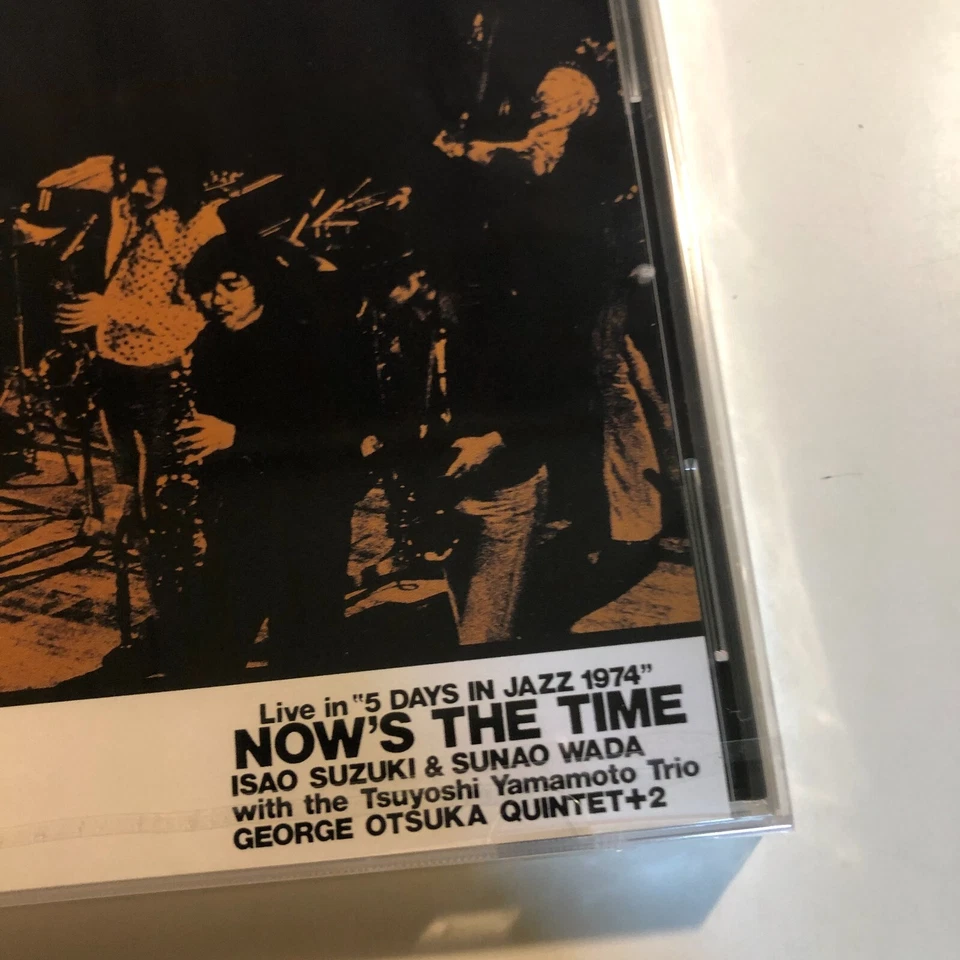 Live in "5 DAYS IN JAZZ 1974"
NOW'S THE TIME
ISAO SUZUKI & SUNAO WADA
with the Tsuyoshi Yamamoto Trio
GEORGE OTSUKA QUINTET+2